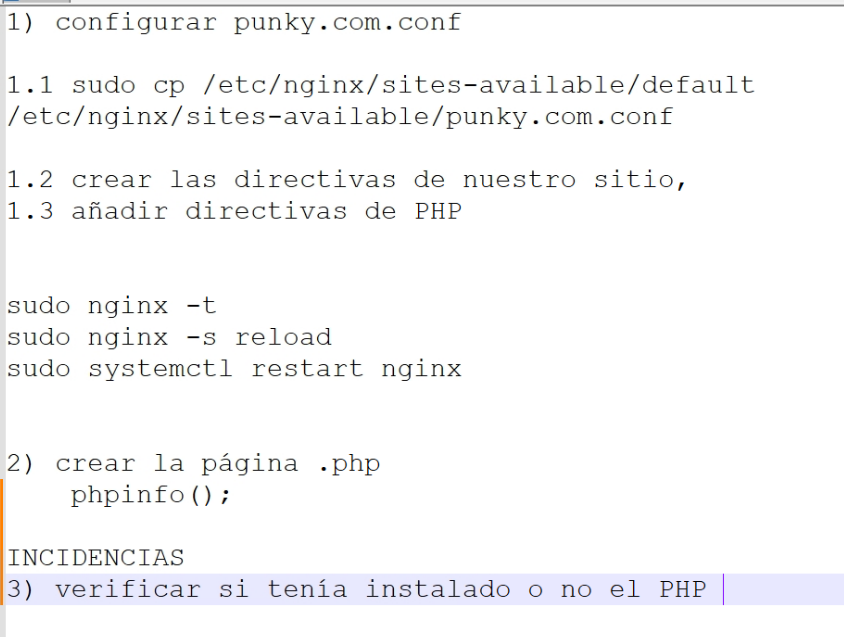 1) configurar punky.com.conf
1.1 sudo cp /etc/nginx/sites-available/default
/etc/nginx/sites-available/punky.com.conf
1.2 crear las directivas de nuestro sitio,
1.3 añadir directivas de PHP
sudo nginx -t
sudo nginx -s reload
sudo systemctl restart nginx
2) crear la página .php
phpinfo();
INCIDENCIAS
3) verificar si tenía instalado o no el PHP